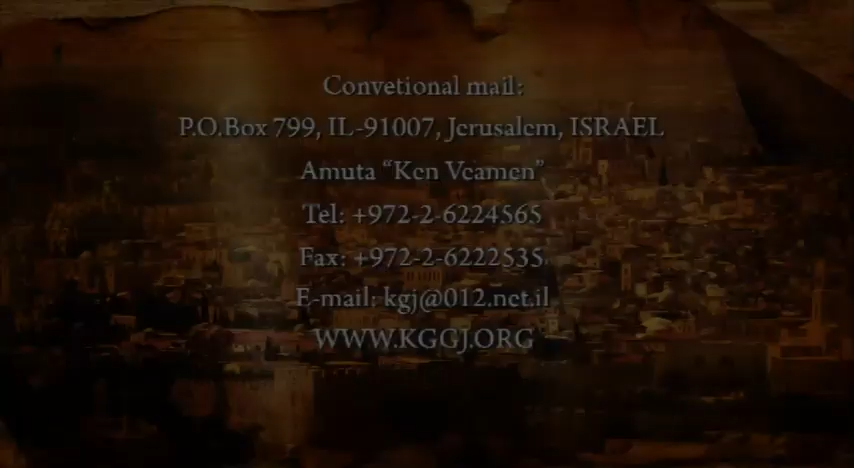 Convetional mail:
P.O.Box 799, IL-91007, Jerusalem, ISRAEL
Amuta “Ken Veamen”
Tel: +972-2-6224565
Fax: +972-2-6222535
E-mail: kgj@012.net.il
WWW.KGGJ.ORG